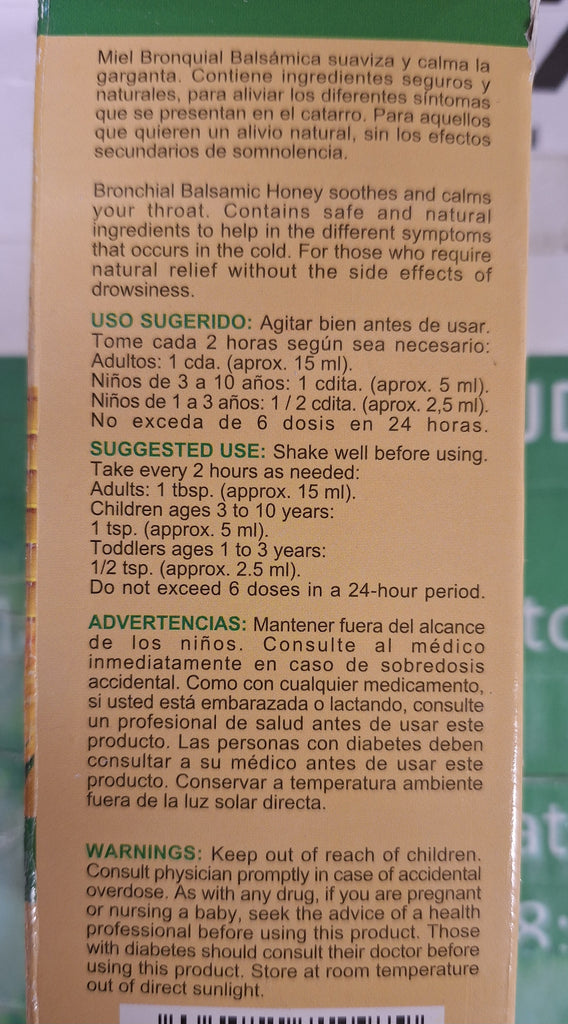 Miel Bronquial Balsámica suaviza y calma la
garganta. Contiene ingredientes seguros y
naturales, para aliviar los diferentes síntomas
que se presentan en el catarro. Para aquellos
que quieren un alivio natural, sin los efectos
secundarios de somnolencia.
Bronchial Balsamic Honey soothes and calms
your throat. Contains safe and natural
ingredients to help in the different symptoms
that occurs in the cold. For those who require
natural relief without the side effects of
drowsiness.
USO SUGERIDO: Agitar bien antes de usar.
Tome cada 2 horas según sea necesario:
Adultos: 1 cda. (aprox. 15 ml).
Niños de 3 a 10 años: 1 cdita. (aprox. 5 ml).
Niños de 1 a 3 años: 1 / 2 cdita. (aprox. 2,5 ml).
No exceda de 6 dosis en 24 horas.
SUGGESTED USE: Shake well before using.
Take every 2 hours as needed:
Adults: 1 tbsp. (approx. 15 ml).
Children ages 3 to 10 years:
1 tsp. (approx. 5 ml).
Toddlers ages 1 to 3 years:
1/2 tsp. (approx. 2.5 ml).
Do not exceed 6 doses in a 24-hour period.
ADVERTENCIAS: Mantener fuera del alcance
de los niños. Consulte al médico
inmediatamente en caso de sobredosis
accidental. Como con cualquier medicamento,
si usted está embarazada o lactando, consulte
un profesional de salud antes de usar este
producto. Las personas con diabetes deben
consultar a su médico antes de usar este
producto. Conservar a temperatura ambiente
fuera de la luz solar directa.
WARNINGS: Keep out of reach of children.
Consult physician promptly in case of accidental
overdose. As with any drug, if you are pregnant
or nursing a baby, seek the advice of a health
professional before using this product. Those
with diabetes should consult their doctor before
using this product. Store at room temperature
out of direct sunlight.